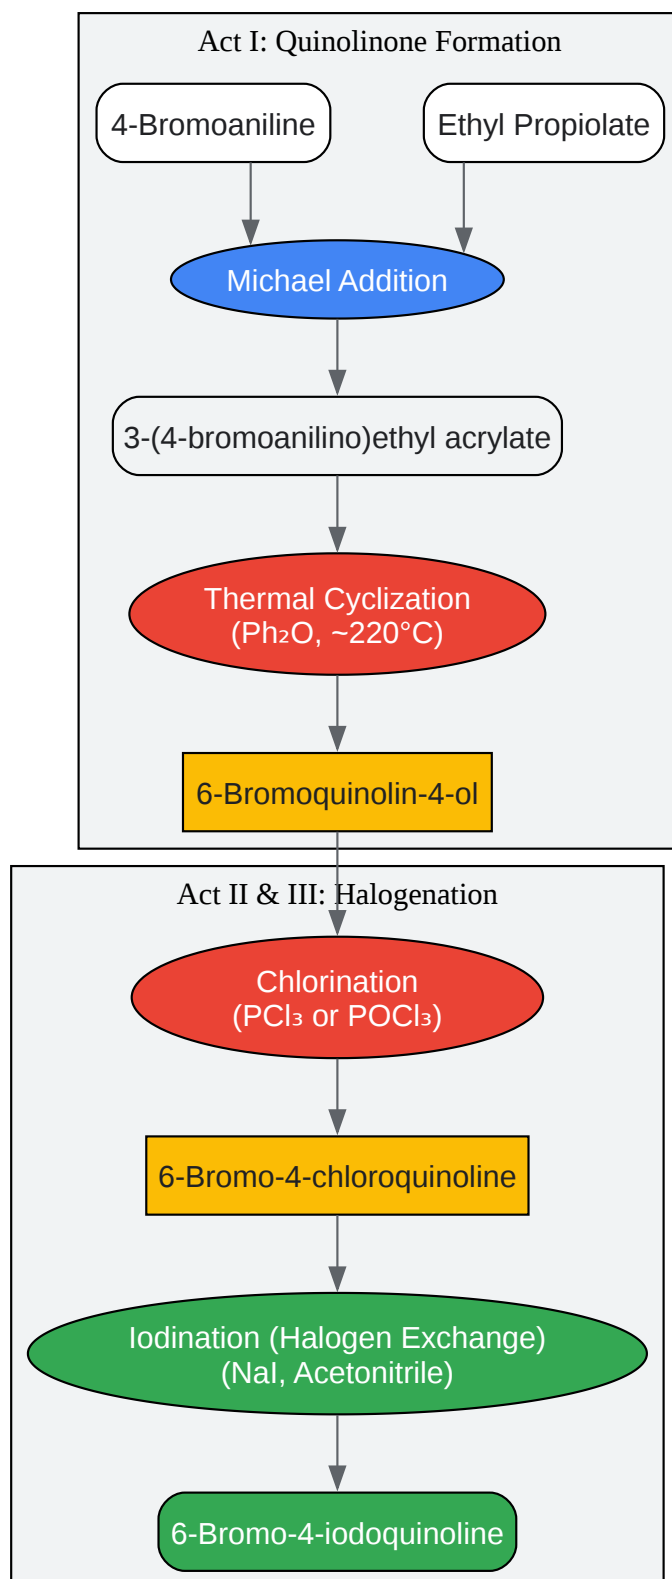 Act I: Quinolinone Formation
4-Bromoaniline
Ethyl Propiolate
Michael Addition
3-(4-bromoanilino)ethyl acrylate
Thermal Cyclization
(Ph₂O, ~220°C)
6-Bromoquinolin-4-ol
Act II & III: Halogenation
Chlorination
(PCl₃ or POCl₃)
6-Bromo-4-chloroquinoline
Iodination (Halogen Exchange)
(NaI, Acetonitrile)
6-Bromo-4-iodoquinoline